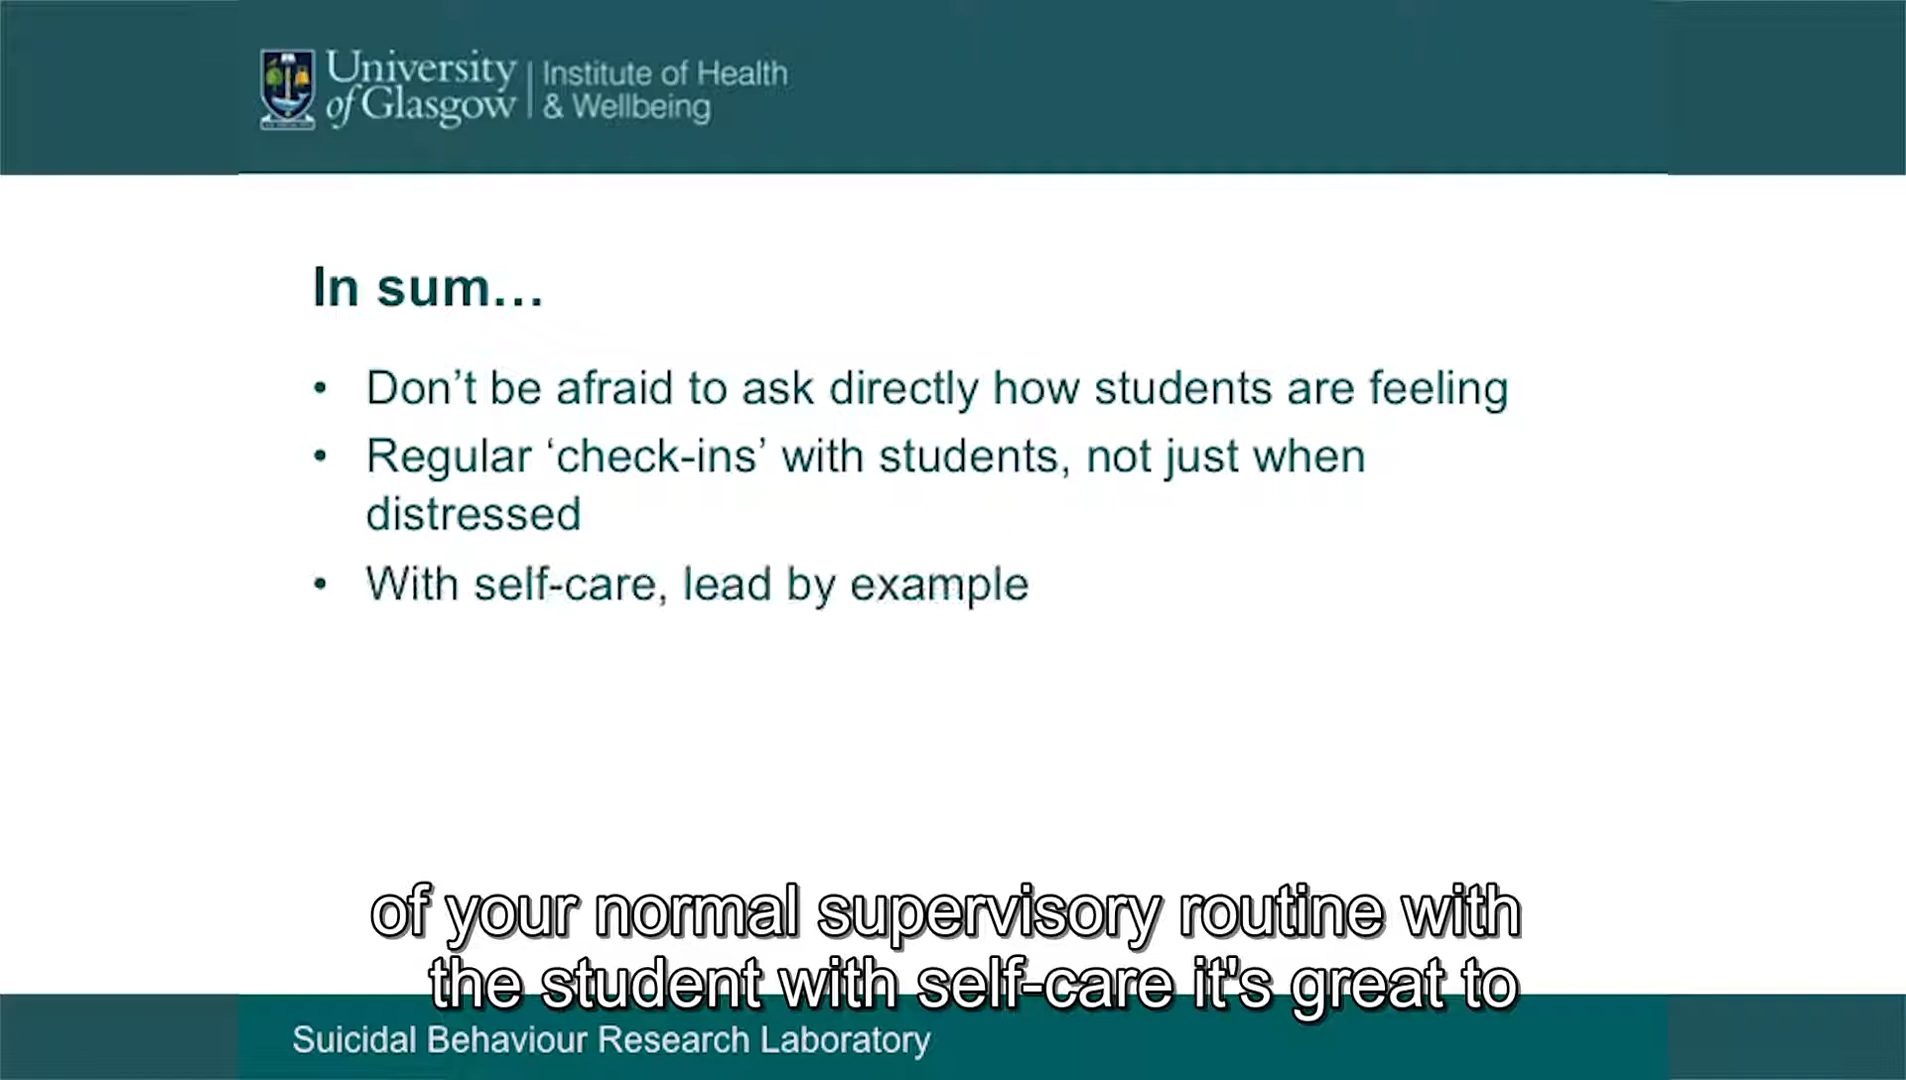 University
of Glasgow
Institute of Health
& Wellbeing
In sum…
• Don’t be afraid to ask directly how students are feeling
• Regular ‘check-ins’ with students, not just when
distressed
• With self-care, lead by example
of your normal supervisory routine with
the student with self-care it's great to
Suicidal Behaviour Research Laboratory